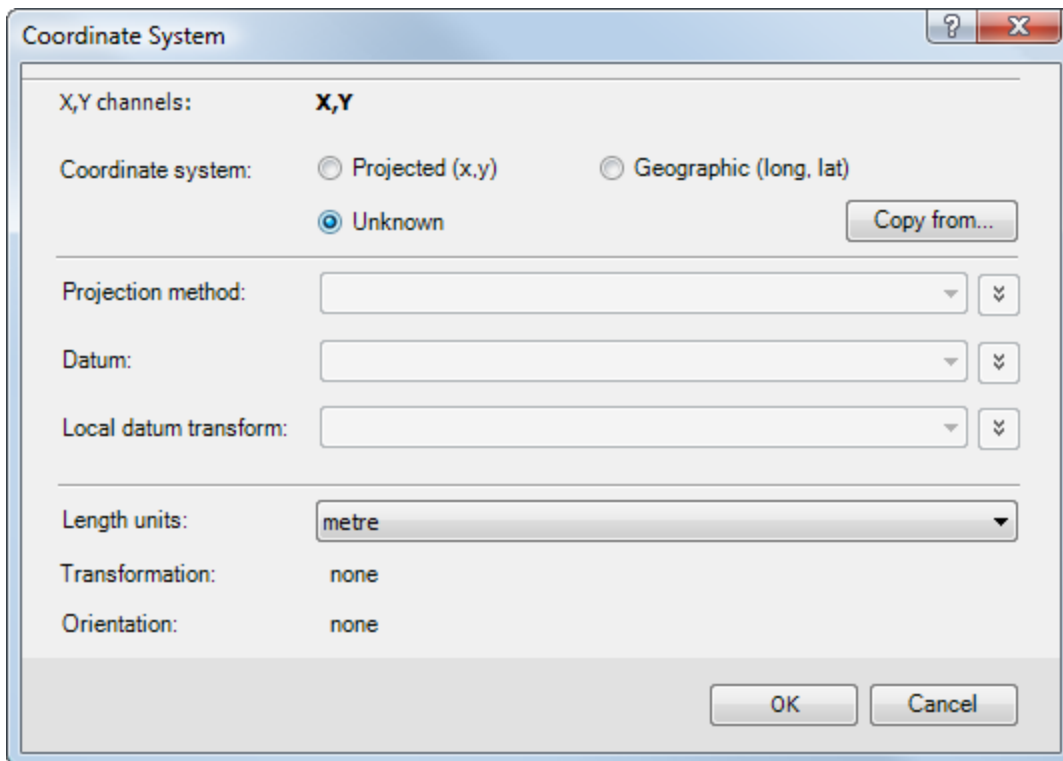 Coordinate System
?
X,Y channels: X,Y
Coordinate system: Projected (x,y) Geographic (long, lat)
Unknown Copy from...
Projection method:
Datum:
Local datum transform:
Length units: metre
Transformation: none
Orientation: none
OK Cancel